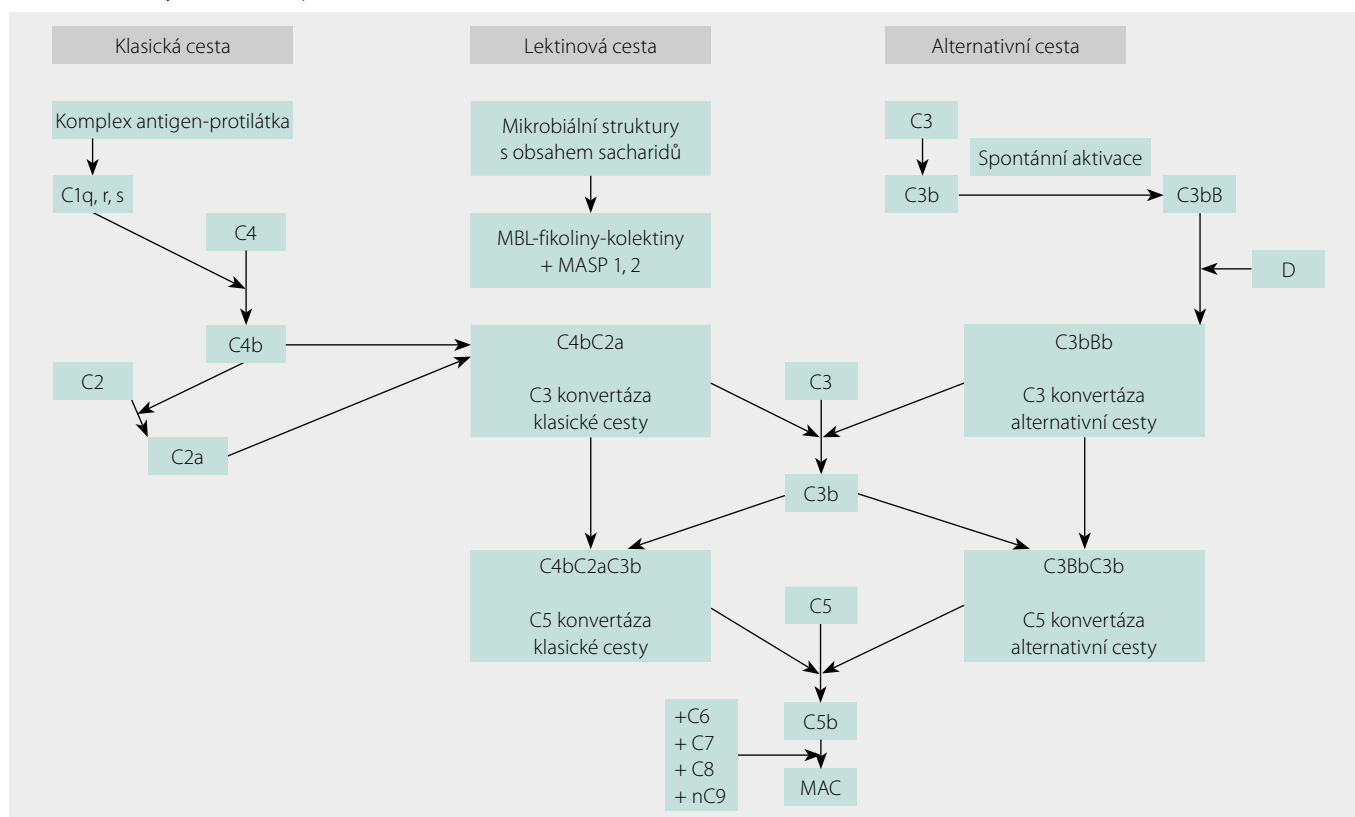 Klasická cesta
Lektinová cesta
Alternativní cesta
Komplex antigen-protilátka
Mikrobiální struktury
s obsahem sacharidů
C3
Spontánní aktivace
C1q, r, s
C3b
C3bB
C4
MBL-fikoliny-kolektiny
+ MASP 1, 2
D
C4b
C4bC2a
C3 konvertáza
klasické cesty
C3
C3bBb
C3 konvertáza
alternativní cesty
C2
C2a
C3b
C4bC2aC3b
C5 konvertáza
klasické cesty
C5
C3BbC3b
C5 konvertáza
alternativní cesty
+C6
+ C7
+ C8
+ nC9
C5b
MAC